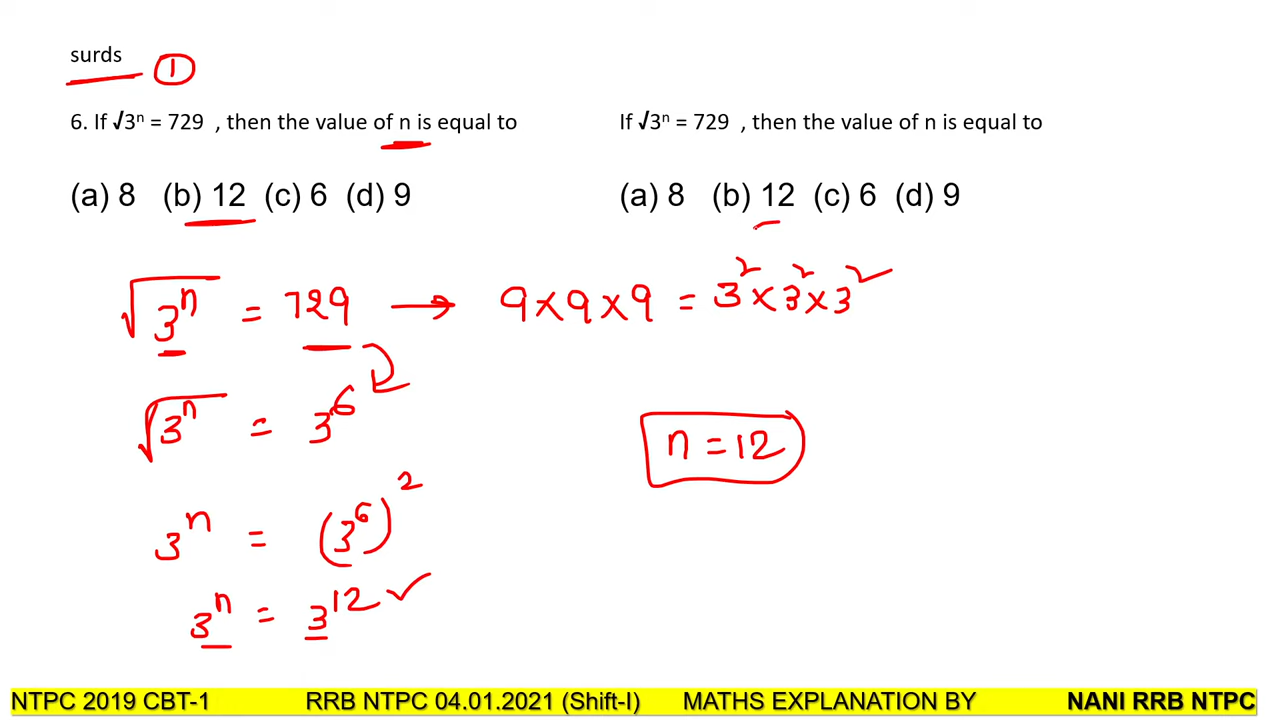 surds
①
6. If √3ⁿ = 729 , then the value of n is equal to
(a) 8 (b) 12 (c) 6 (d) 9
If √3ⁿ = 729 , then the value of n is equal to
(a) 8 (b) 12 (c) 6 (d) 9
√3ⁿ = 729 → 9×9×9 = 3²×3²×3²
√3ⁿ = 3⁶
3ⁿ = (3⁶)²
3ⁿ = 3¹² ✓
n = 12
NTPC 2019 CBT-1 RRB NTPC 04.01.2021 (Shift-I) MATHS EXPLANATION BY NANI RRB NTPC